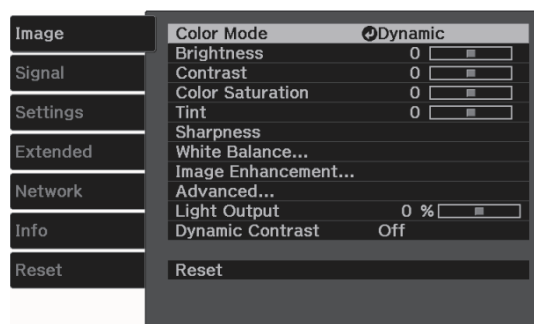 Image
Signal
Settings
Extended
Network
Info
Reset
Color Mode Dynamic
Brightness 0
Contrast 0
Color Saturation 0
Tint 0
Sharpness
White Balance...
Image Enhancement...
Advanced...
Light Output 0 %
Dynamic Contrast Off
Reset